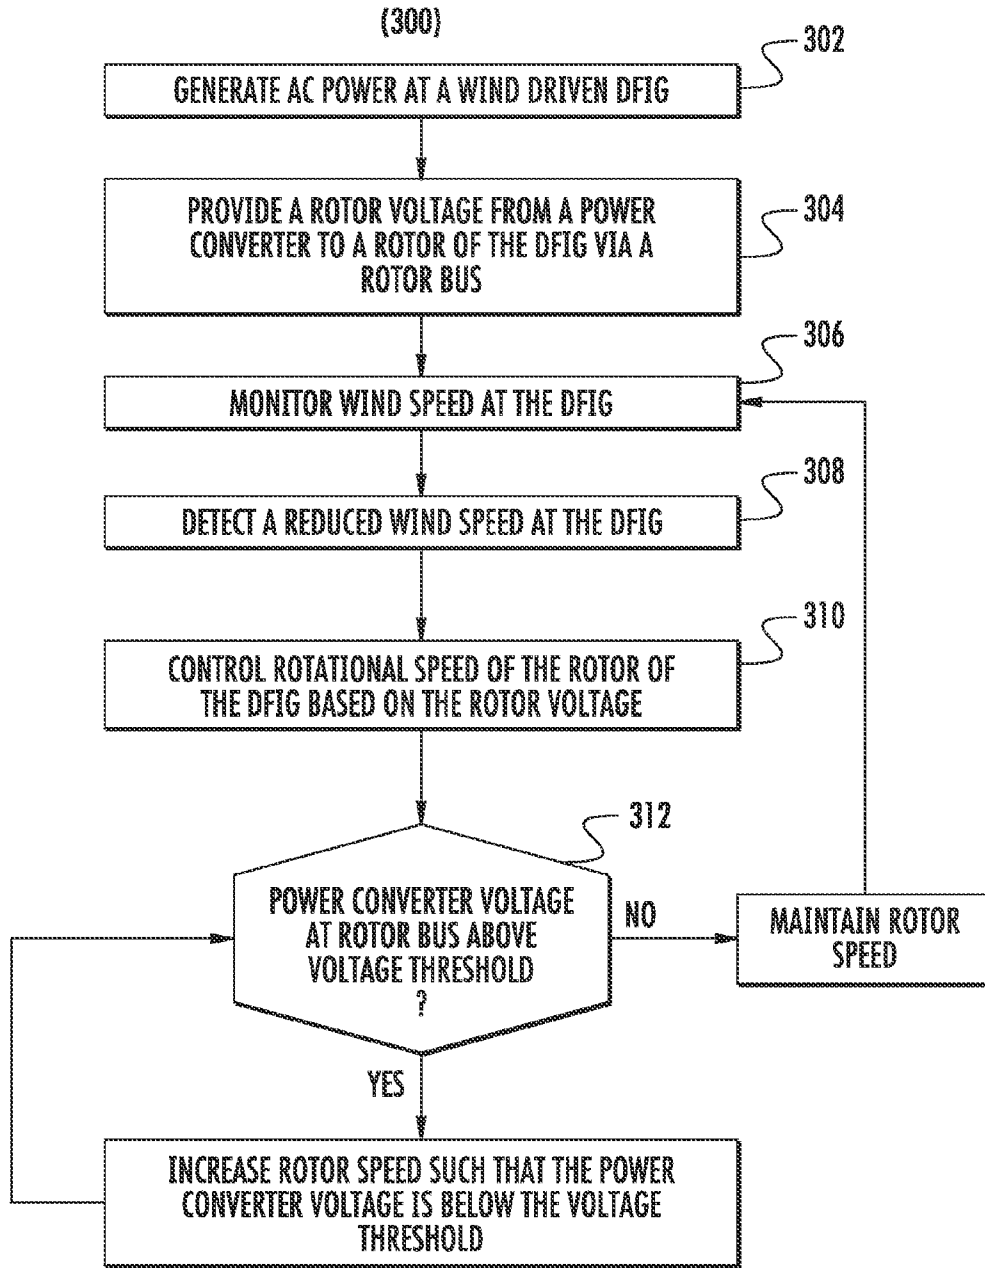 (300)
302
GENERATE AC POWER AT A WIND DRIVEN DFIG
PROVIDE A ROTOR VOLTAGE FROM A POWER
CONVERTER TO A ROTOR OF THE DFIG VIA A
ROTOR BUS
304
306
MONITOR WIND SPEED AT THE DFIG
308
DETECT A REDUCED WIND SPEED AT THE DFIG
310
CONTROL ROTATIONAL SPEED OF THE ROTOR OF
THE DFIG BASED ON THE ROTOR VOLTAGE
312
POWER CONVERTER VOLTAGE
AT ROTOR BUS ABOVE
VOLTAGE THRESHOLD
?
NO
MAINTAIN ROTOR
SPEED
YES
INCREASE ROTOR SPEED SUCH THAT THE POWER
CONVERTER VOLTAGE IS BELOW THE VOLTAGE
THRESHOLD